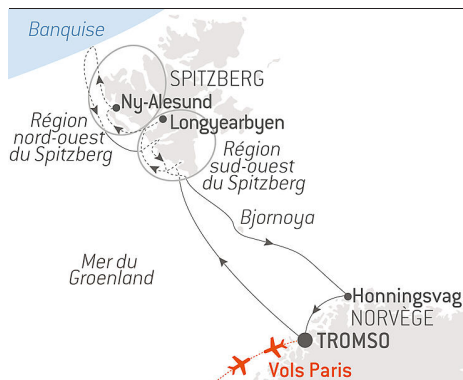 Banquise
SPITZBERG
Ny-Alesund
Longyearbyen
Région
nord-ouest
du Spitzberg
Région
sud-ouest
du Spitzberg
Bjornoya
Mer du
Groenland
Honningsvag
NORVÈGE
TROMSO
Vols Paris